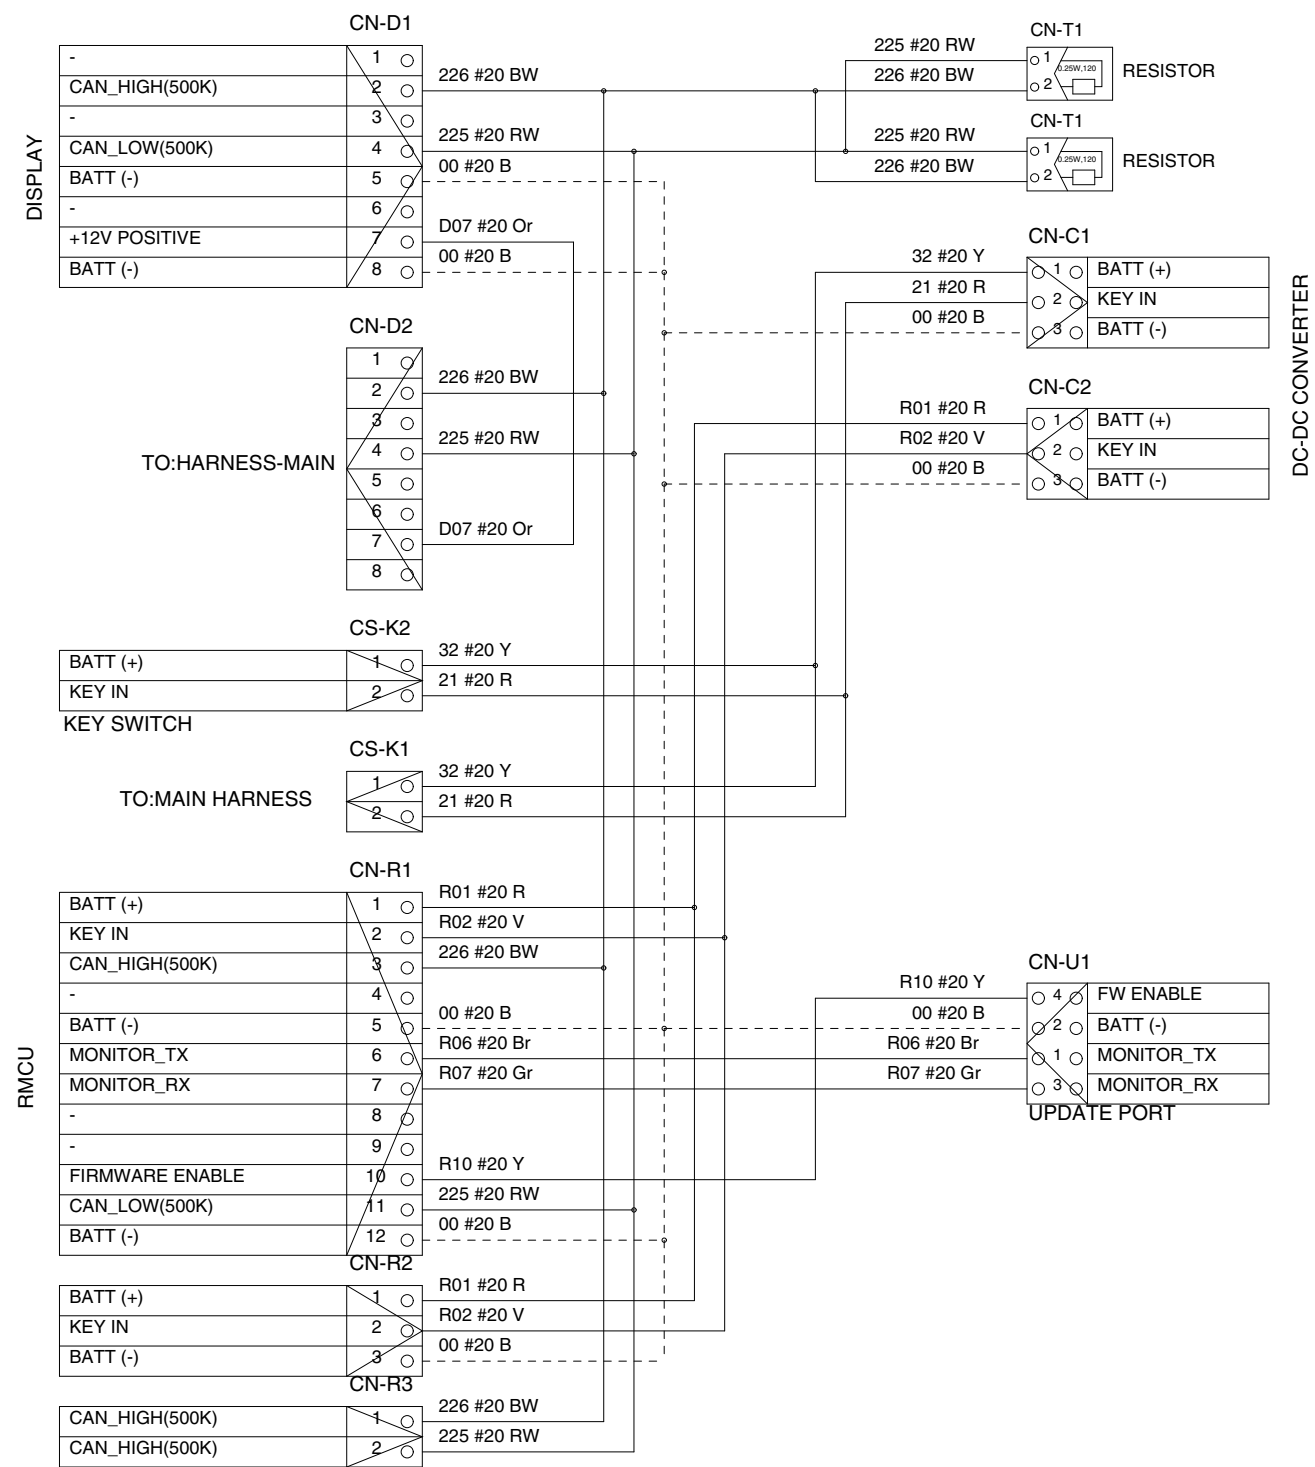 CN-D1
DISPLAY
- 1
CAN_HIGH(500K) 2 226 #20 BW
- 3
CAN_LOW(500K) 4 225 #20 RW
BATT (-) 5 00 #20 B
- 6
+12V POSITIVE 7 D07 #20 Or
BATT (-) 8 00 #20 B
CN-D2
TO:HARNESS-MAIN
1
2 226 #20 BW
3
4 225 #20 RW
5
6
7 D07 #20 Or
8
CS-K2
BATT (+) 1 32 #20 Y
KEY IN 2 21 #20 R
KEY SWITCH
CS-K1
TO:MAIN HARNESS
1 32 #20 Y
2 21 #20 R
CN-R1
RMCU
BATT (+) 1 R01 #20 R
KEY IN 2 R02 #20 V
CAN_HIGH(500K) 3 226 #20 BW
- 4
BATT (-) 5 00 #20 B
MONITOR_TX 6 R06 #20 Br
MONITOR_RX 7 R07 #20 Gr
- 8
- 9
FIRMWARE ENABLE 10 R10 #20 Y
CAN_LOW(500K) 11 225 #20 RW
BATT (-) 12 00 #20 B
CN-R2
BATT (+) 1 R01 #20 R
KEY IN 2 R02 #20 V
BATT (-) 3 00 #20 B
CN-R3
CAN_HIGH(500K) 1 226 #20 BW
CAN_HIGH(500K) 2 225 #20 RW
CN-T1
225 #20 RW 1
226 #20 BW 2
0.25W,120
RESISTOR
CN-T1
225 #20 RW 1
226 #20 BW 2
0.25W,120
RESISTOR
CN-C1
32 #20 Y 1 BATT (+)
21 #20 R 2 KEY IN
00 #20 B 3 BATT (-)
DC-DC CONVERTER
CN-C2
R01 #20 R 1 BATT (+)
R02 #20 V 2 KEY IN
00 #20 B 3 BATT (-)
CN-U1
R10 #20 Y 4 FW ENABLE
00 #20 B 2 BATT (-)
R06 #20 Br 1 MONITOR_TX
R07 #20 Gr 3 MONITOR_RX
UPDATE PORT